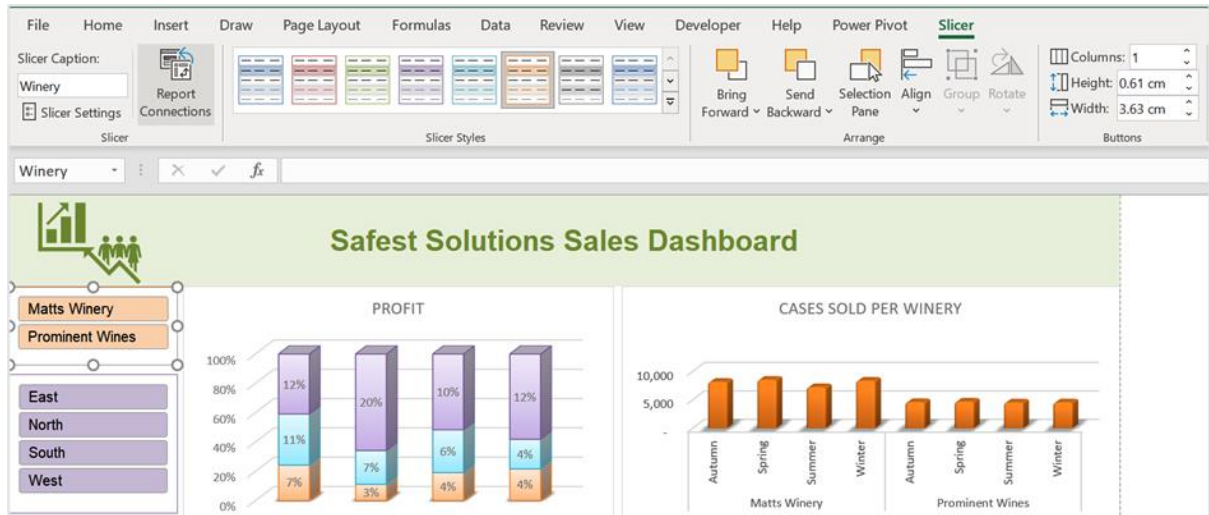 File Home Insert Draw Page Layout Formulas Data Review View Developer Help Power Pivot Slicer
Slicer Caption:
Winery
Slicer Settings
Report
Connections
Slicer
Slicer Styles
Bring
Forward
Send
Backward
Selection
Pane
Align
Group
Rotate
Arrange
Columns: 1
Height: 0.61 cm
Width: 3.63 cm
Buttons
Winery
fx
Safest Solutions Sales Dashboard
Matts Winery
Prominent Wines
East
North
South
West
PROFIT
100%
80%
60%
40%
20%
0%
12% 20% 10% 12%
11% 7% 6% 4%
7% 3% 4% 4%
CASES SOLD PER WINERY
10,000
5,000
-
Autumn Spring Summer Winter Autumn Spring Summer Winter
Matts Winery Prominent Wines